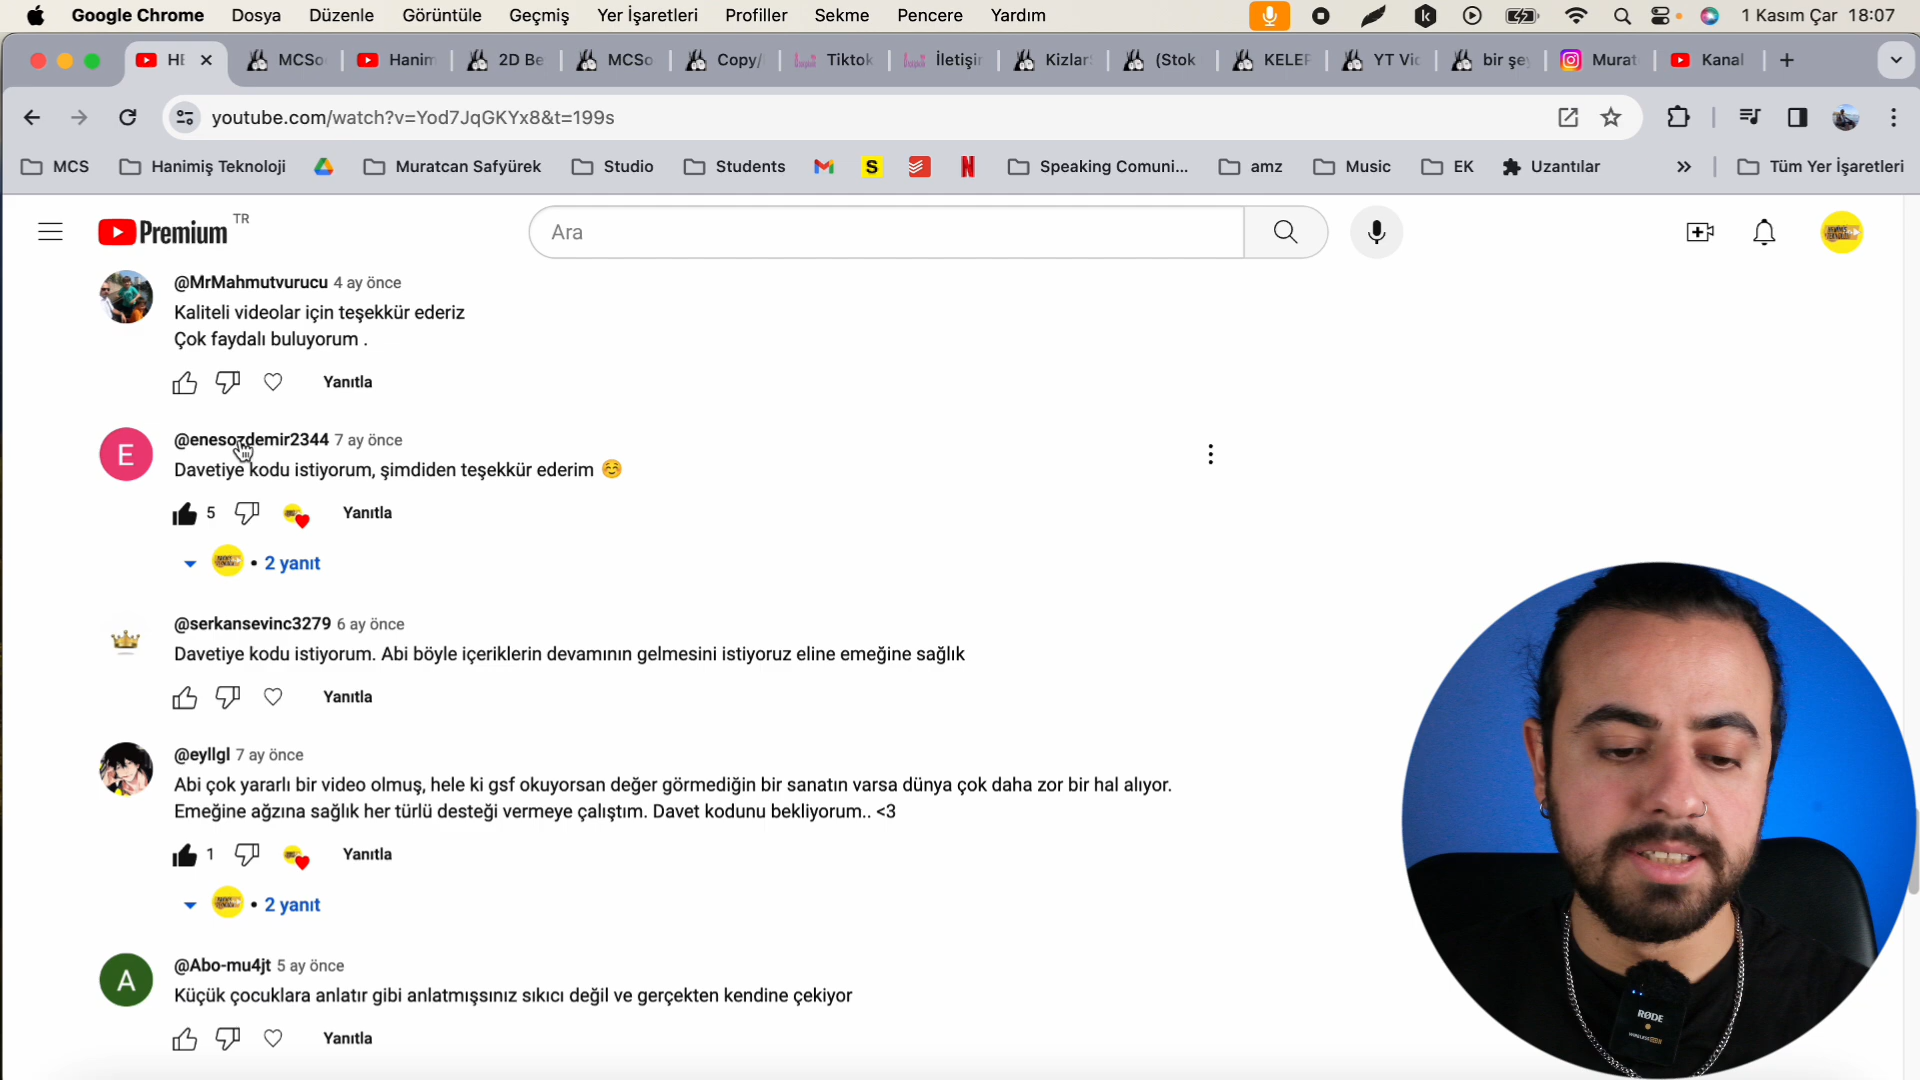 Google Chrome Dosya Düzenle Görüntüle Geçmiş Yer İşaretleri Profiller Sekme Pencere Yardım 1 Kasım Çar 18:07
HE MCSo Hanim 2D Be MCSo Copy/ Tiktok İletişir Kızlar (Stok KELEP YT Vic bir şey Murat Kanal
youtube.com/watch?v=Yod7JqGKYx8&t=199s
MCS Hanimiş Teknoloji Muratcan Safyürek Studio Students S N Speaking Comuni... amz Music EK Uzantılar » Tüm Yer İşaretleri
Premium TR
Ara
@MrMahmutvurucu 4 ay önce
Kaliteli videolar için teşekkür ederiz
Çok faydalı buluyorum .
Yanıtla
E
@enesozdemir2344 7 ay önce
Davetiye kodu istiyorum, şimdiden teşekkür ederim ☺️
5 Yanıtla
• 2 yanıt
@serkansevinc3279 6 ay önce
Davetiye kodu istiyorum. Abi böyle içeriklerin devamının gelmesini istiyoruz eline emeğine sağlık
Yanıtla
@eyllgl 7 ay önce
Abi çok yararlı bir video olmuş, hele ki gsf okuyorsan değer görmediğin bir sanatın varsa dünya çok daha zor bir hal alıyor.
Emeğine ağzına sağlık her türlü desteği vermeye çalıştım. Davet kodunu bekliyorum.. <3
1 Yanıtla
• 2 yanıt
A
@Abo-mu4jt 5 ay önce
Küçük çocuklara anlatır gibi anlatmışsınız sıkıcı değil ve gerçekten kendine çekiyor
Yanıtla
RØDE